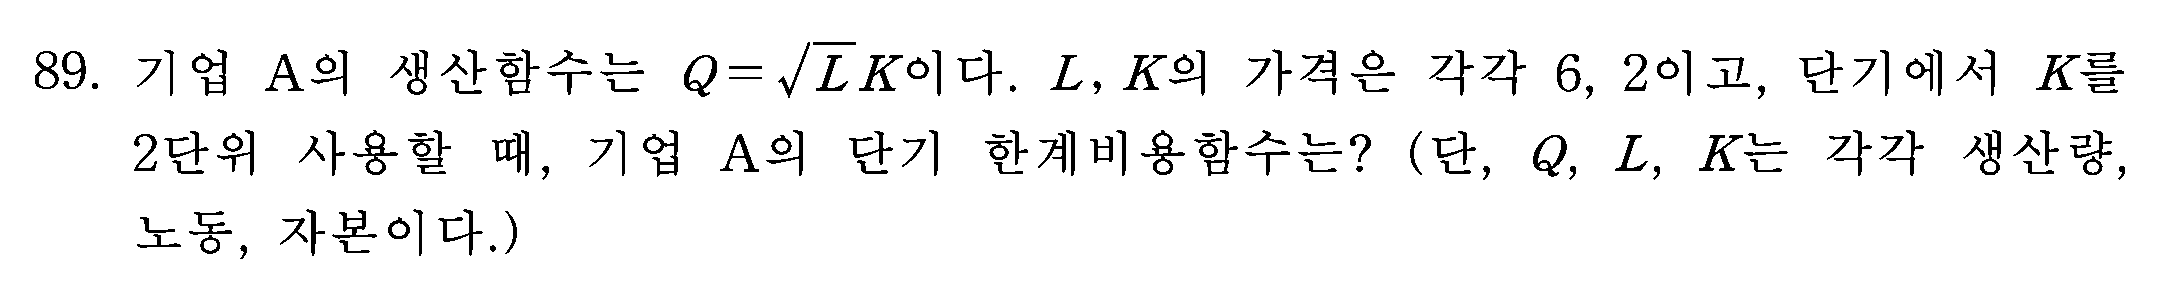 89. 기업 A의 생산함수는 Q=√L K이다. L, K의 가격은 각각 6, 2이고, 단기에서 K를
2단위 사용할 때, 기업 A의 단기 한계비용함수는? (단, Q, L, K는 각각 생산량,
노동, 자본이다.)